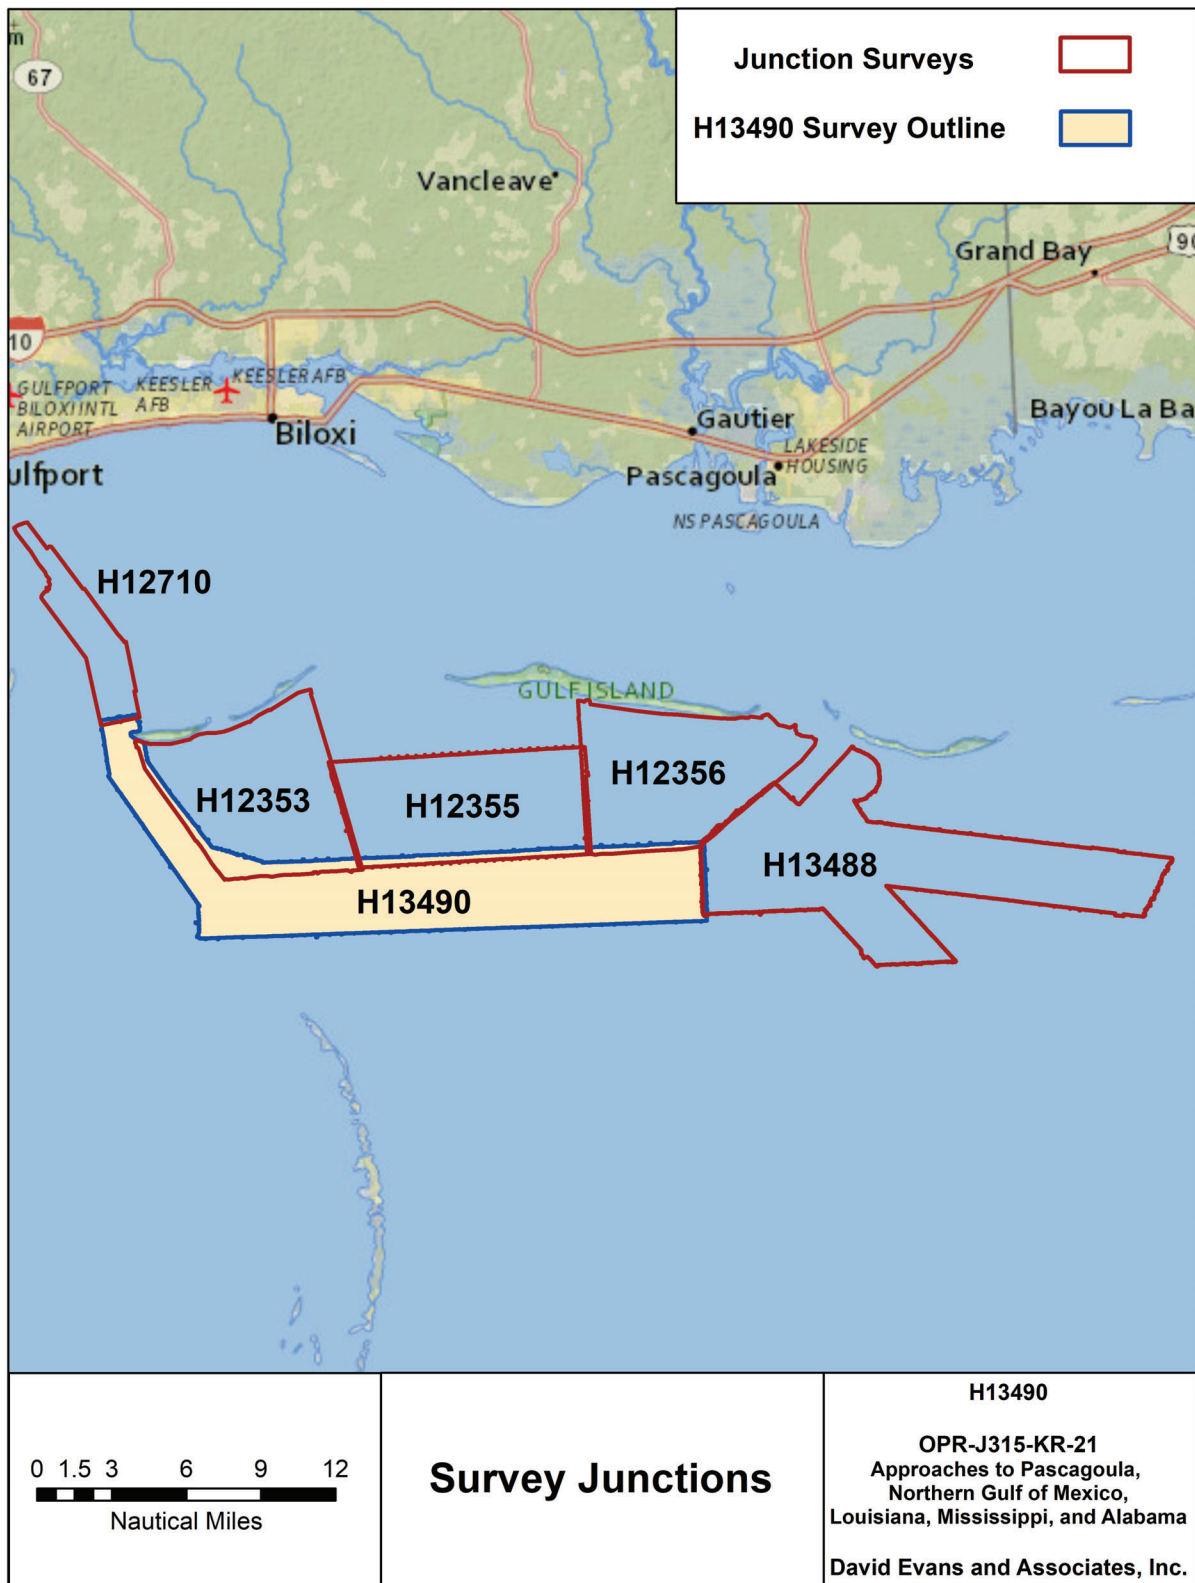 m
67
Junction Surveys
H13490 Survey Outline
Vancleave
Grand Bay
90
10
GULFPORT
BILOXI INTL
AIRPORT
KEESLER
AFB
KEESLER AFB
Biloxi
Gautier
Bayou La Ba
LAKESIDE
HOUSING
ulfport
Pascagoula
NS PASCAGOULA
H12710
GULF ISLAND
H12353
H12355
H12356
H13488
H13490
0 1.5 3 6 9 12
Nautical Miles
Survey Junctions
H13490
OPR-J315-KR-21
Approaches to Pascagoula,
Northern Gulf of Mexico,
Louisiana, Mississippi, and Alabama
David Evans and Associates, Inc.